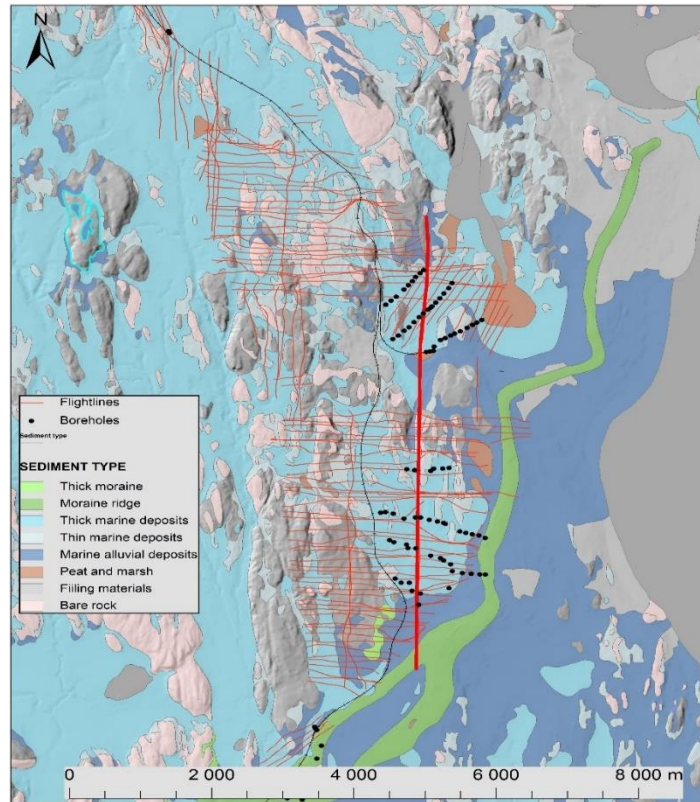 N
Flightlines
Boreholes
Sediment type
SEDIMENT TYPE
Thick moraine
Moraine ridge
Thick marine deposits
Thin marine deposits
Marine alluvial deposits
Peat and marsh
Fiiling materials
Bare rock
0 2 000 4 000 6 000 8 000 m